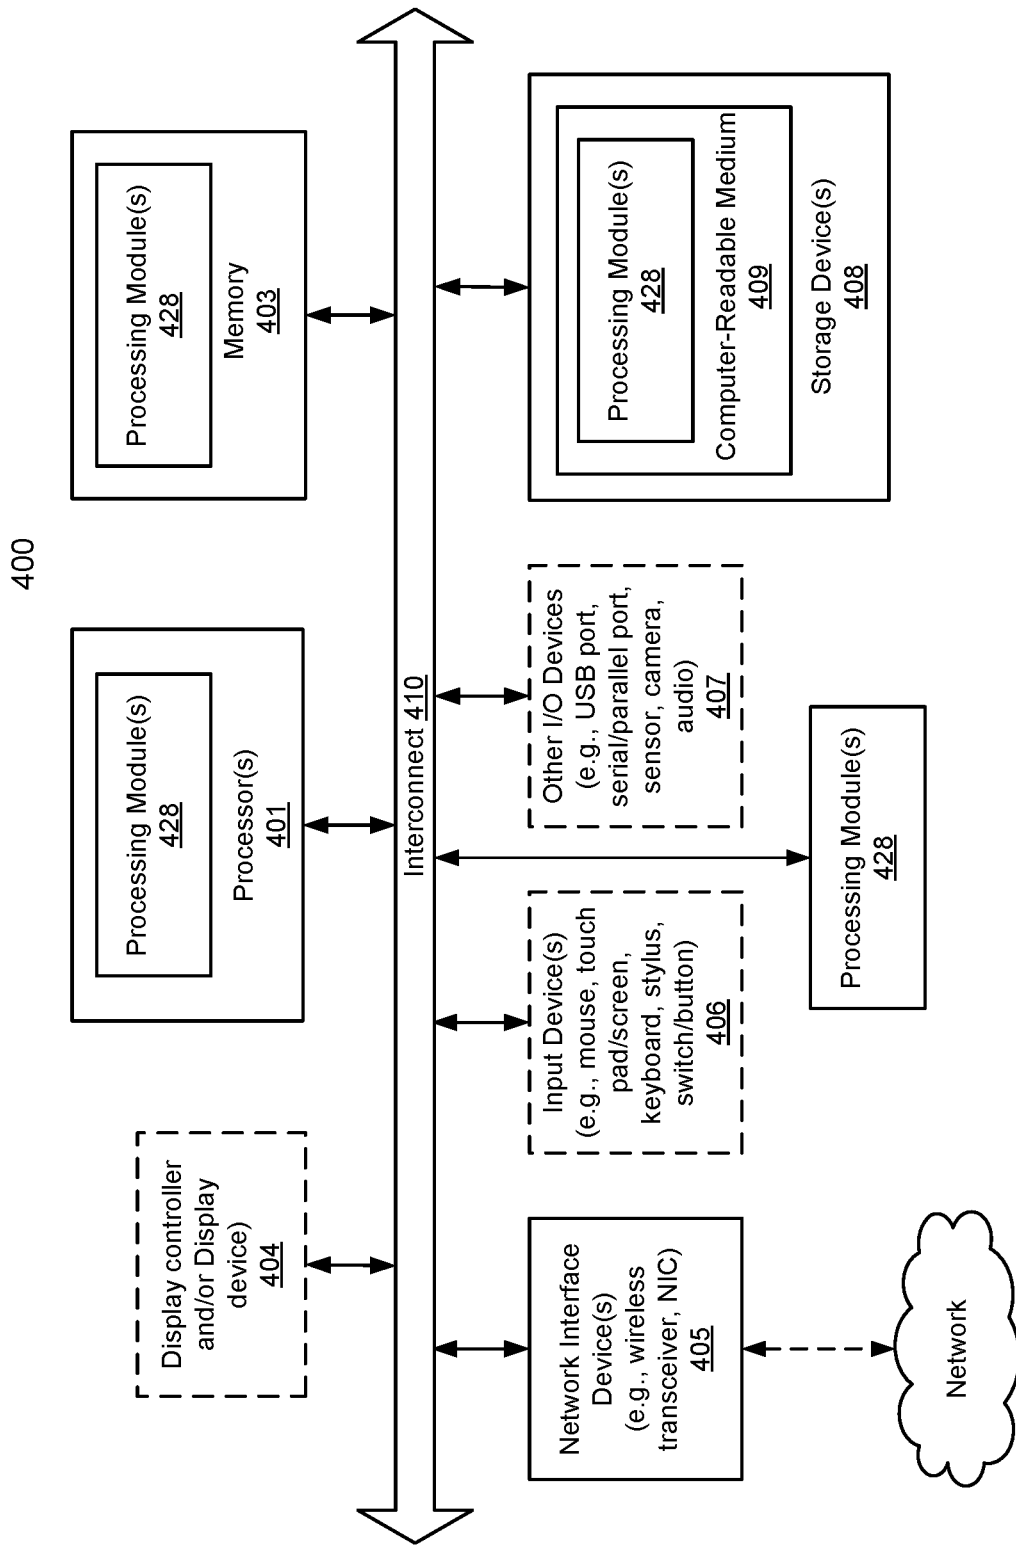 400
Display controller
and/or Display
device)
404
Processing Module(s)
428
Processor(s)
401
Processing Module(s)
428
Memory
403
Interconnect 410
Network Interface
Device(s)
(e.g., wireless
transceiver, NIC)
405
Input Device(s)
(e.g., mouse, touch
pad/screen,
keyboard, stylus,
switch/button)
406
Other I/O Devices
(e.g., USB port,
serial/parallel port,
sensor, camera,
audio)
407
Processing Module(s)
428
Computer-Readable Medium
409
Storage Device(s)
408
Network
Processing Module(s)
428